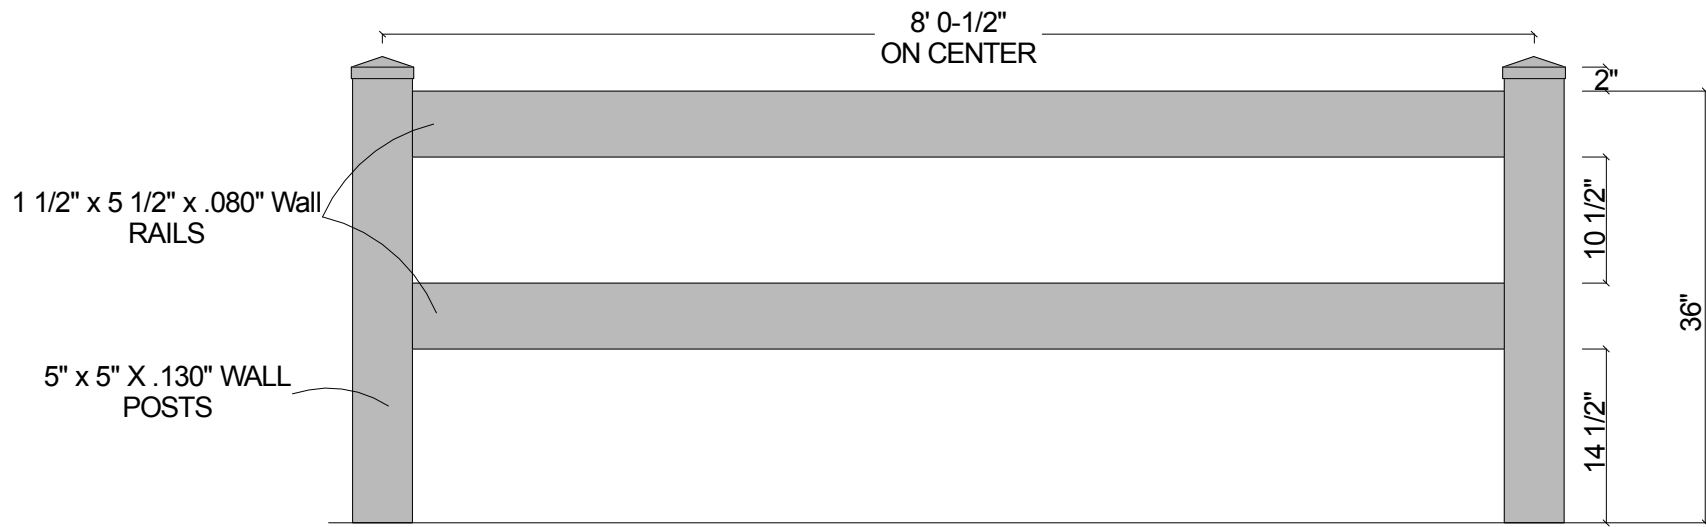 8' 0-1/2"
ON CENTER
2"
1 1/2" x 5 1/2" x .080" Wall
RAILS
10 1/2"
36"
5" x 5" X .130" WALL
POSTS
14 1/2"